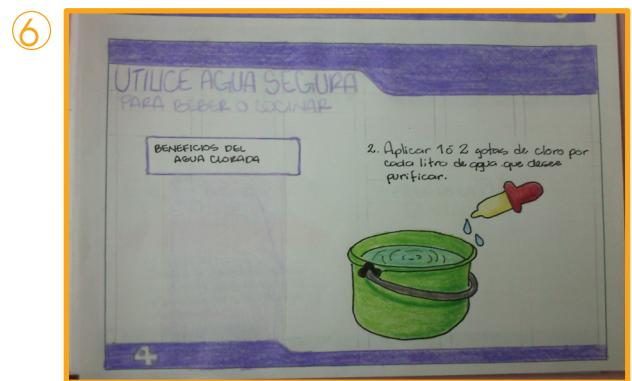 6
UTILICE AGUA SEGURA
PARA BEBER O COCINAR
BENEFICIOS DEL
AGUA CLORADA
2. Aplicar 1 ó 2 gotas de cloro por
cada litro de agua que desee
purificar.
4